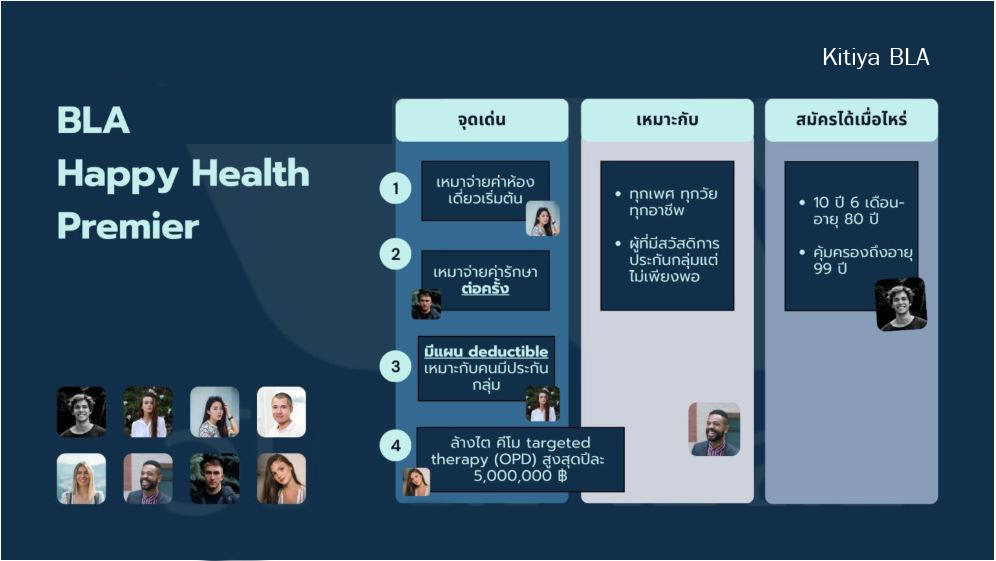 Kitiya BLA
BLA
Happy Health
Premier
จุดเด่น
1
เหมาจ่ายค่าห้อง
เดี่ยวเริ่มต้น
2
เหมาจ่ายค่ารักษา
ต่อครั้ง
3
มีแผน deductible
เหมาะกับคนมีประกัน
กลุ่ม
4
ล้างไต คีโม targeted
therapy (OPD) สูงสุดปีละ
5,000,000 ฿
เหมาะกับ
• ทุกเพศ ทุกวัย
ทุกอาชีพ
• ผู้ที่มีสวัสดิการ
ประกันกลุ่มแต่
ไม่เพียงพอ
สมัครได้เมื่อไหร่
• 10 ปี 6 เดือน-
อายุ 80 ปี
• คุ้มครองถึงอายุ
99 ปี